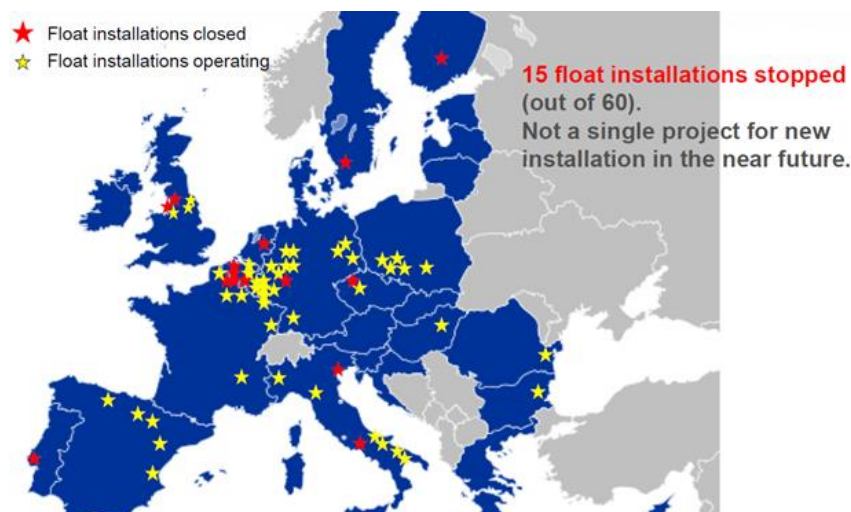 Float installations closed
Float installations operating
15 float installations stopped
(out of 60).
Not a single project for new
installation in the near future.